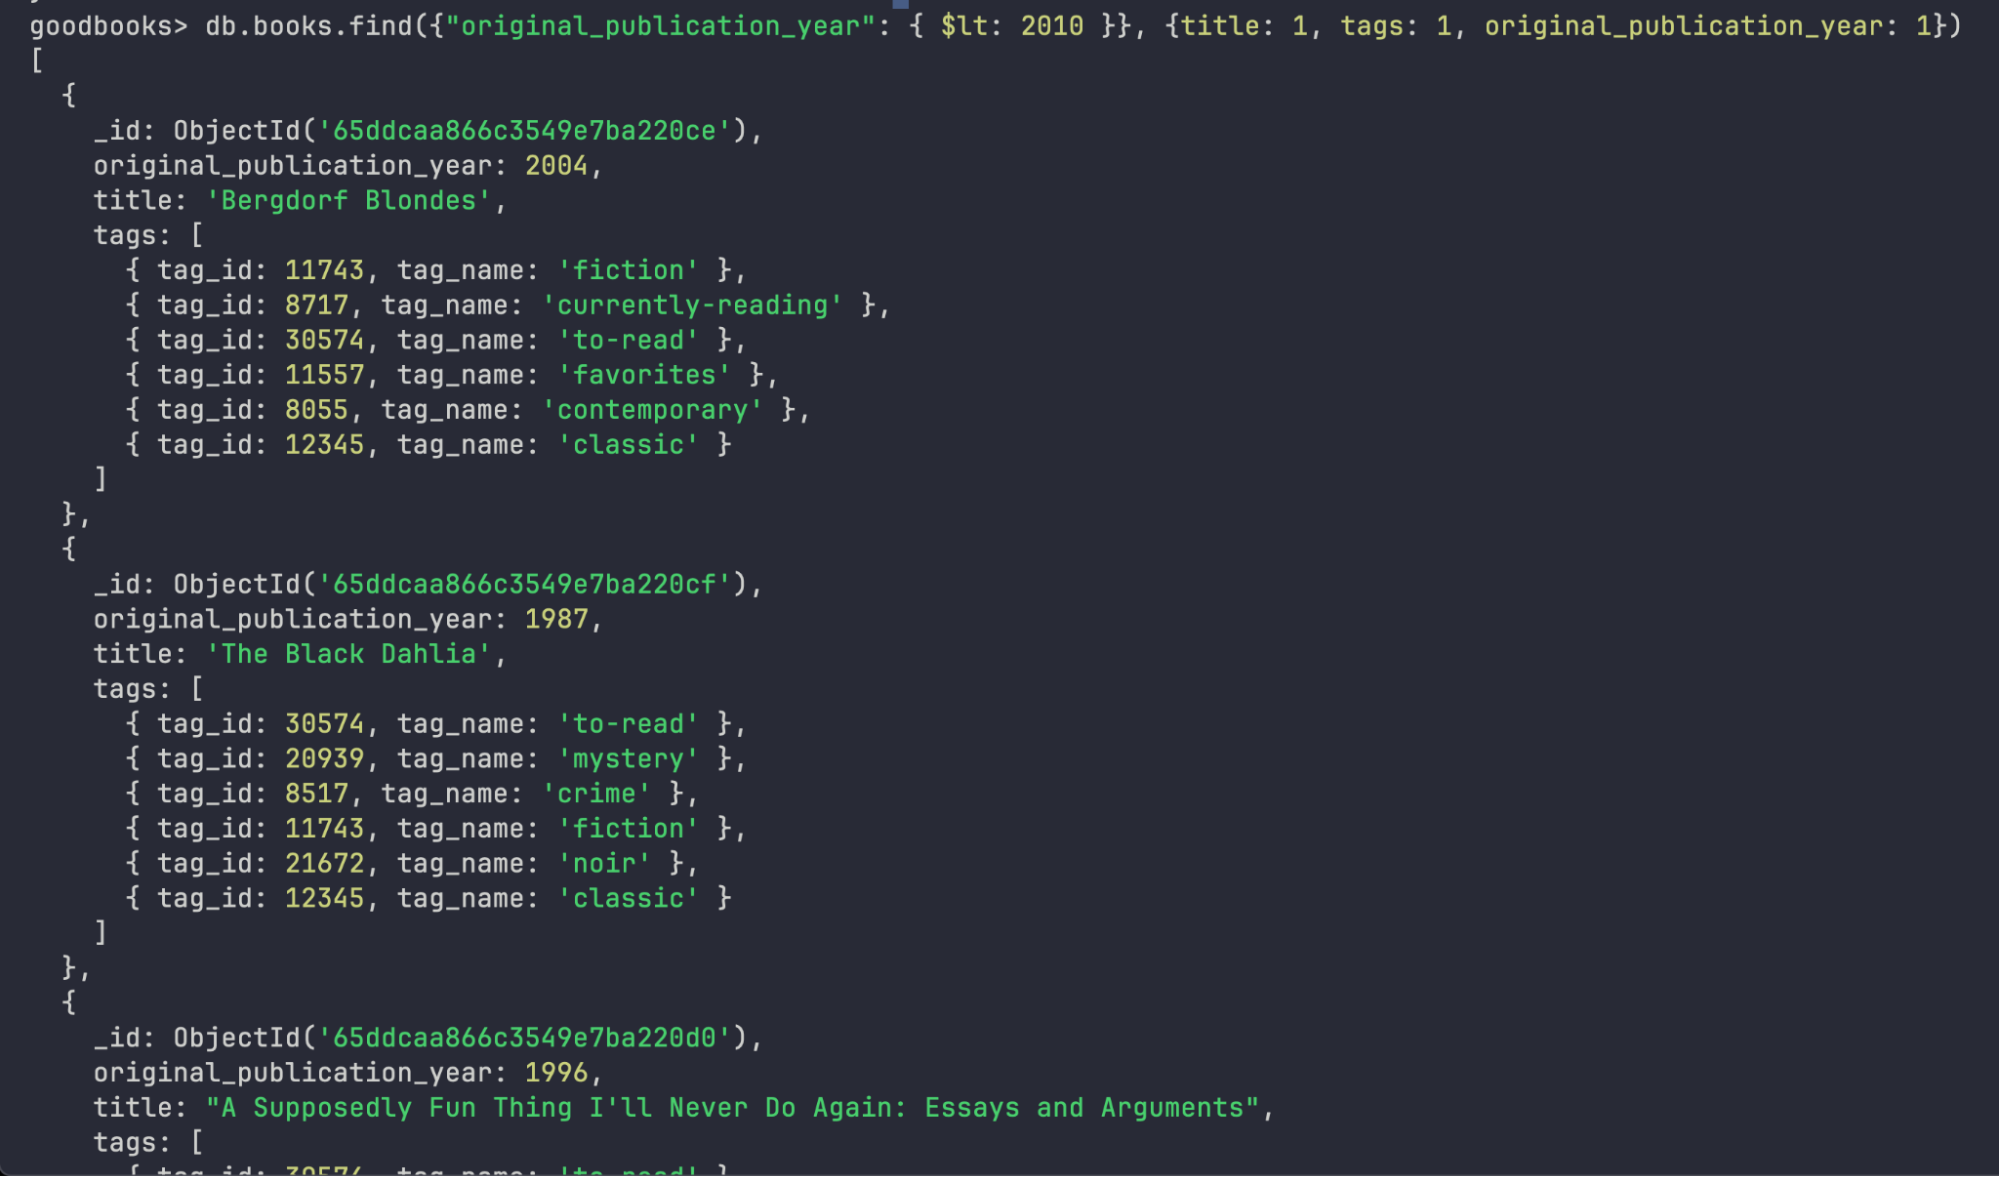 goodbooks> db.books.find({"original_publication_year": { $lt: 2010 }}, {title: 1, tags: 1, original_publication_year: 1})
[
  {
    _id: ObjectId('65ddcaa866c3549e7ba220ce'),
    original_publication_year: 2004,
    title: 'Bergdorf Blondes',
    tags: [
      { tag_id: 11743, tag_name: 'fiction' },
      { tag_id: 8717, tag_name: 'currently-reading' },
      { tag_id: 30574, tag_name: 'to-read' },
      { tag_id: 11557, tag_name: 'favorites' },
      { tag_id: 8055, tag_name: 'contemporary' },
      { tag_id: 12345, tag_name: 'classic' }
    ]
  },
  {
    _id: ObjectId('65ddcaa866c3549e7ba220cf'),
    original_publication_year: 1987,
    title: 'The Black Dahlia',
    tags: [
      { tag_id: 30574, tag_name: 'to-read' },
      { tag_id: 20939, tag_name: 'mystery' },
      { tag_id: 8517, tag_name: 'crime' },
      { tag_id: 11743, tag_name: 'fiction' },
      { tag_id: 21672, tag_name: 'noir' },
      { tag_id: 12345, tag_name: 'classic' }
    ]
  },
  {
    _id: ObjectId('65ddcaa866c3549e7ba220d0'),
    original_publication_year: 1996,
    title: "A Supposedly Fun Thing I'll Never Do Again: Essays and Arguments",
    tags: [
      { tag_id: 30574, tag_name: 'to-read' }